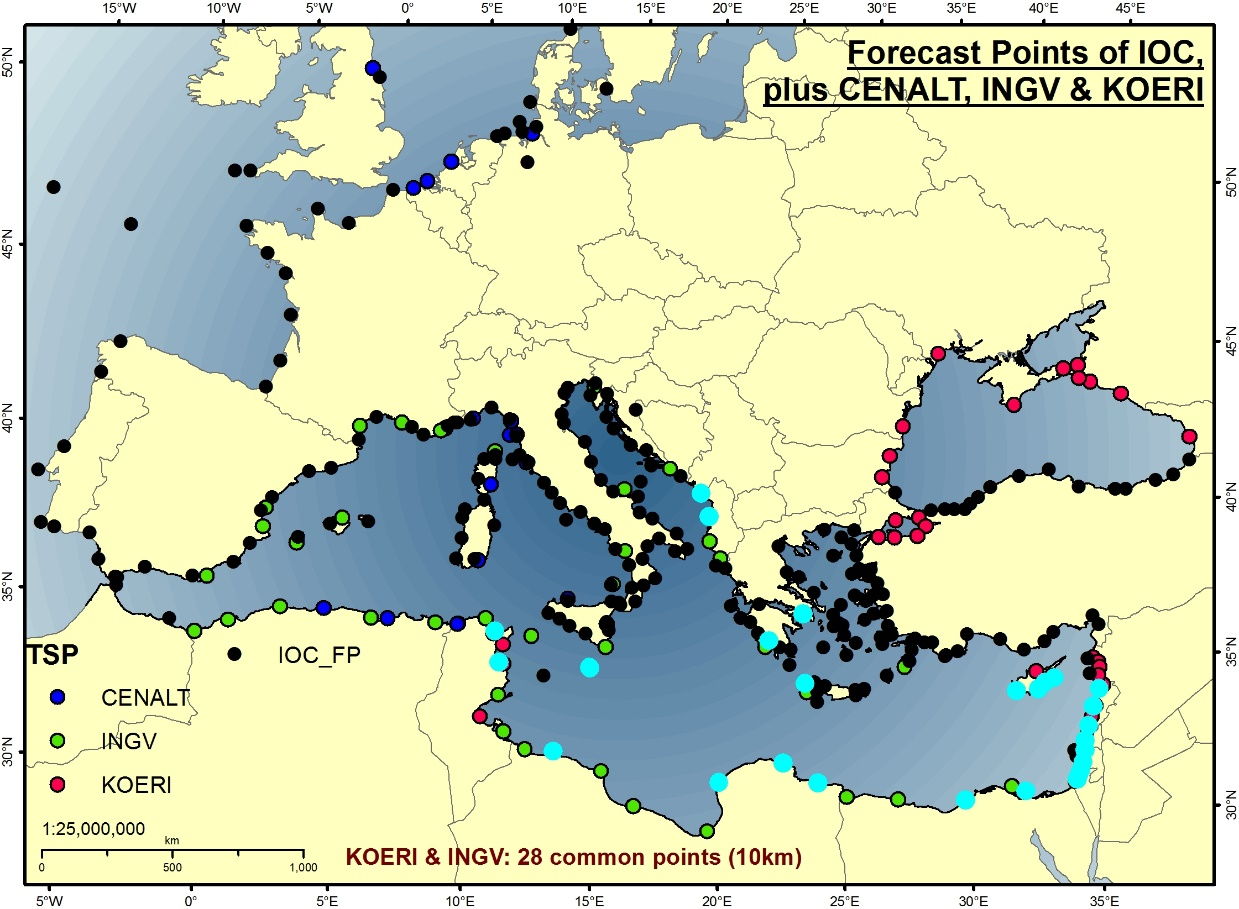 15°W 10°W 5°W 0° 5°E 10°E 15°E 20°E 25°E 30°E 35°E 40°E 45°E
Forecast Points of IOC,
plus CENALT, INGV & KOERI
50°N
50°N
45°N
45°N
40°N
40°N
35°N
35°N
30°N
30°N
TSP
IOC_FP
CENALT
INGV
KOERI
1:25,000,000
km
0 500 1,000
KOERI & INGV: 28 common points (10km)
5°W 0° 5°E 10°E 15°E 20°E 25°E 30°E 35°E